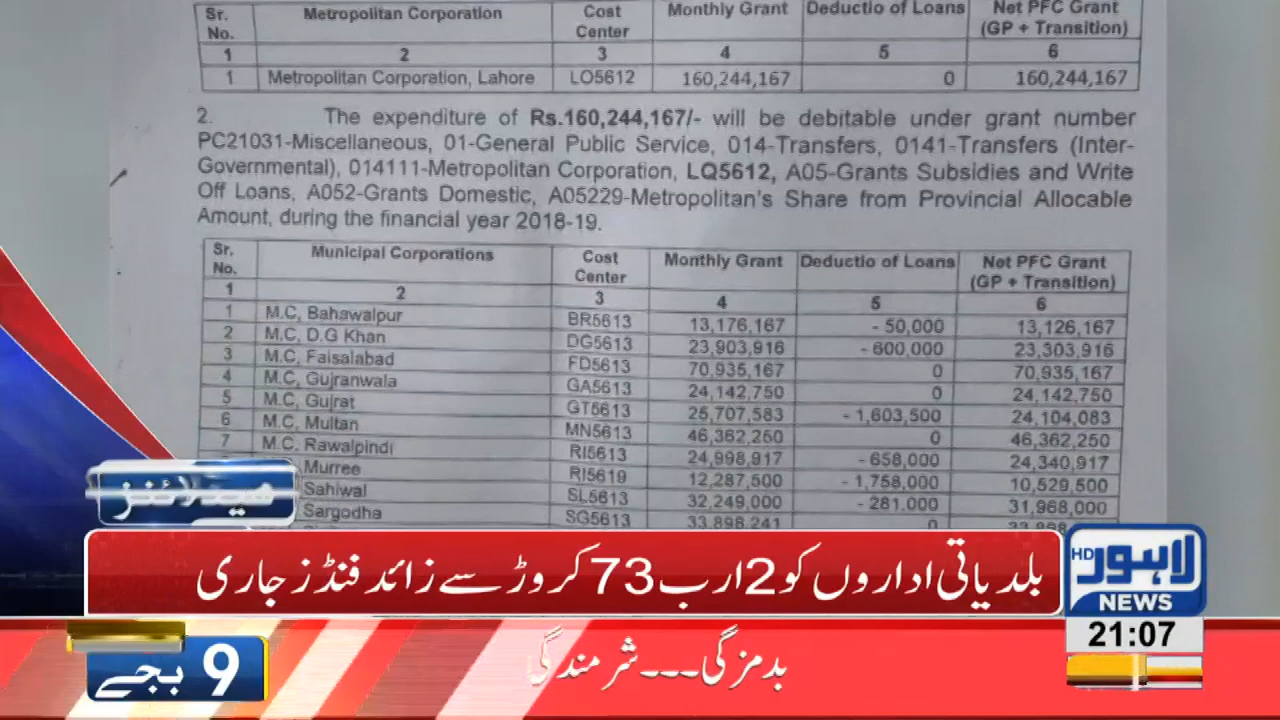 Sr. No. Metropolitan Corporation Cost Center Monthly Grant Deductio of Loans Net PFC Grant (GP + Transition)
1 2 3 4 5 6
1 Metropolitan Corporation, Lahore LO5612 160,244,167 0 160,244,167
2. The expenditure of Rs.160,244,167/- will be debitable under grant number
PC21031-Miscellaneous, 01-General Public Service, 014-Transfers, 0141-Transfers (Inter-
Governmental), 014111-Metropolitan Corporation, LQ5612, A05-Grants Subsidies and Write
Off Loans, A052-Grants Domestic, A05229-Metropolitan's Share from Provincial Allocable
Amount, during the financial year 2018-19.
Sr. No. Municipal Corporations Cost Center Monthly Grant Deductio of Loans Net PFC Grant (GP + Transition)
1 2 3 4 5 6
1 M.C, Bahawalpur BR5613 13,176,167 - 50,000 13,126,167
2 M.C, D.G Khan DG5613 23,903,916 - 600,000 23,303,916
3 M.C, Faisalabad FD5613 70,935,167 0 70,935,167
4 M.C, Gujranwala GA5613 24,142,750 0 24,142,750
5 M.C, Gujrat GT5613 25,707,583 - 1,603,500 24,104,083
6 M.C, Multan MN5613 46,362,250 0 46,362,250
7 M.C. Rawalpindi RI5613 24,998,917 - 658,000 24,340,917
Murree RI5619 12,287,500 - 1,758,000 10,529,500
Sahiwal SL5613 32,249,000 - 281.000 31,968,000
Sargodha SG5613 33,898,241 0
ہیڈلائنز
بلدیاتی اداروں کو 2 ارب 73 کروڑ سے زائد فنڈز جاری
HD لاہور
NEWS
21:07
9 بجے
بدمزگی۔۔۔شرمندگی